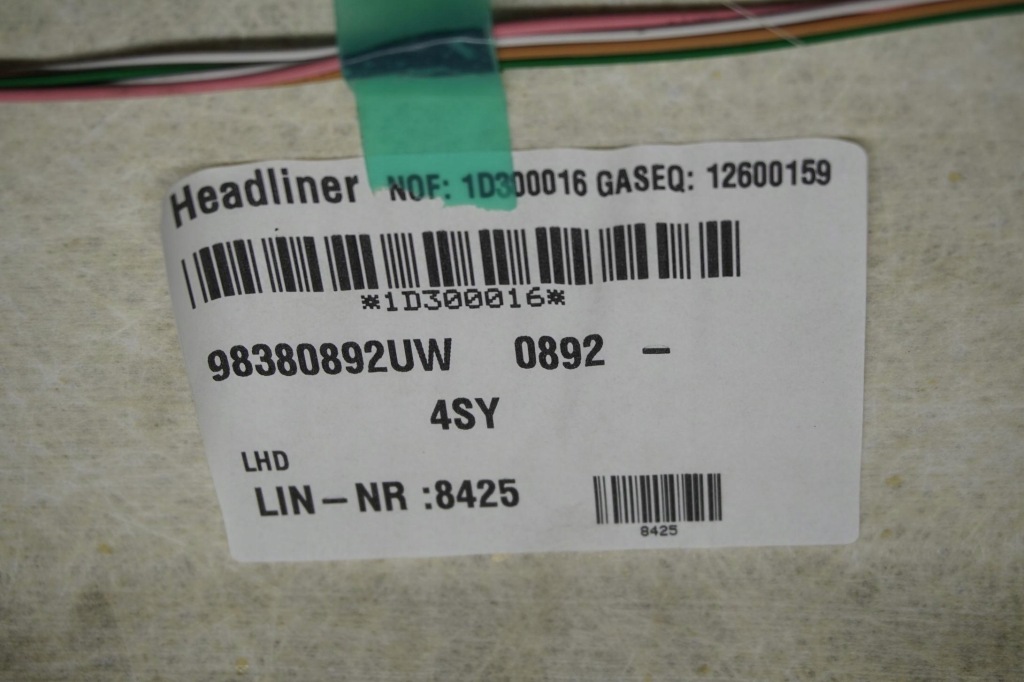 Headliner NOF: 1D300016 GASEQ: 12600159
*1D300016*
98380892UW 0892 -
4SY
LHD
LIN-NR :8425
8425